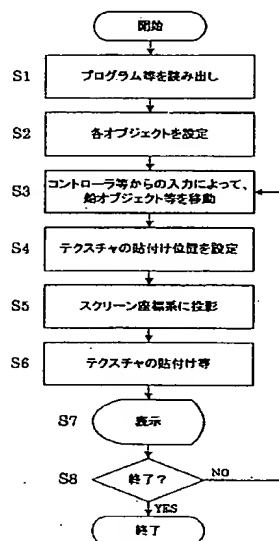 開始
S1
プログラム等を読み出し
S2
各オブジェクトを設定
S3
コントローラ等からの入力によって、
船オブジェクト等を移動
S4
テクスチャの貼付け位置を設定
S5
スクリーン座標系に投影
S6
テクスチャの貼付け等
S7
表示
S8
終了？
NO
YES
終了